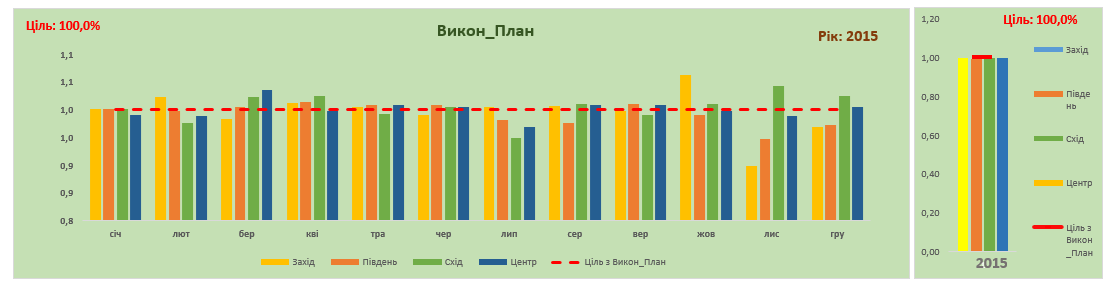 Ціль: 100,0%
Викон_План
Рік: 2015
1,1
1,1
1,0
1,0
0,9
0,9
0,8
січ лют бер кві тра чер лип сер вер жов лис гру
Захід Південь Схід Центр Ціль з Викон_План
Ціль: 100,0%
1,20
1,00
0,80
0,60
0,40
0,20
0,00
2015
Захід
Півде
нь
Схід
Центр
Ціль з
Викон
_План